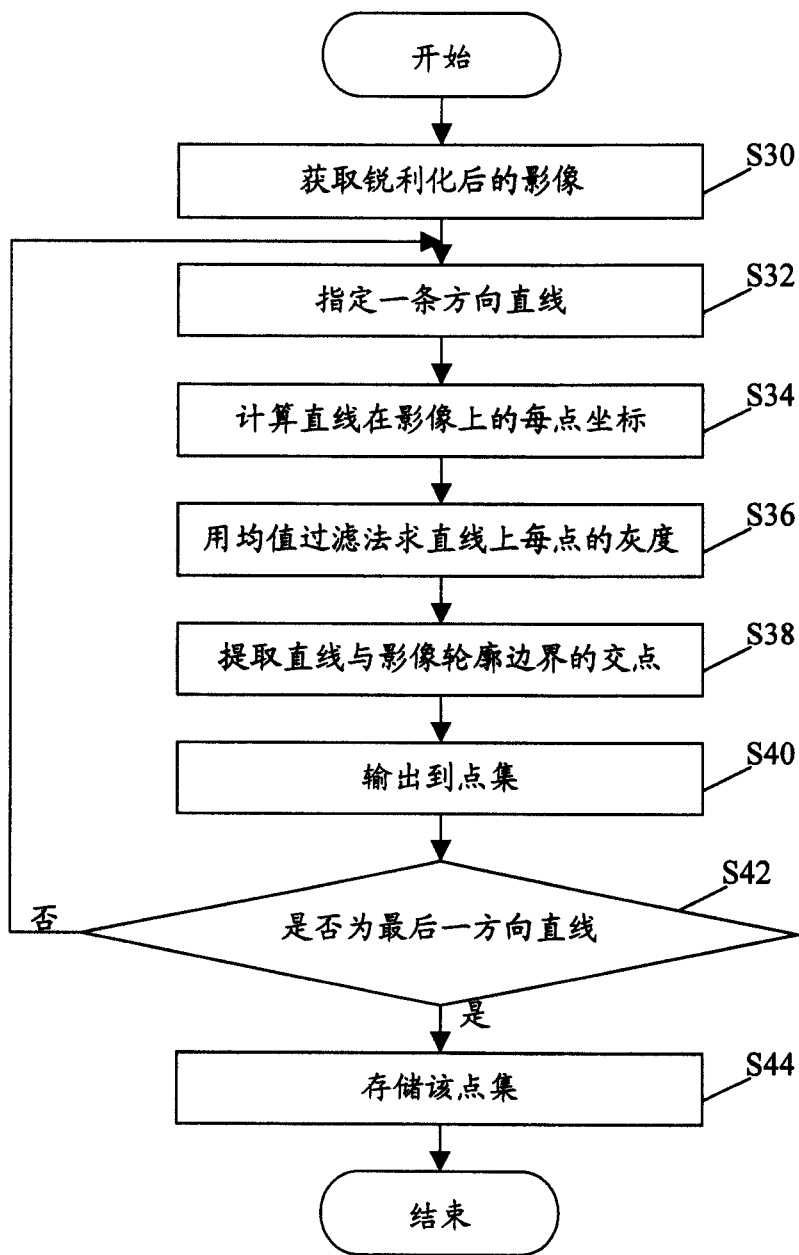 开始
S30
获取锐利化后的影像
S32
指定一条方向直线
S34
计算直线在影像上的每点坐标
S36
用均值过滤法求直线上每点的灰度
S38
提取直线与影像轮廓边界的交点
S40
输出到点集
S42
是否为最后一方向直线
否
是
S44
存储该点集
结束